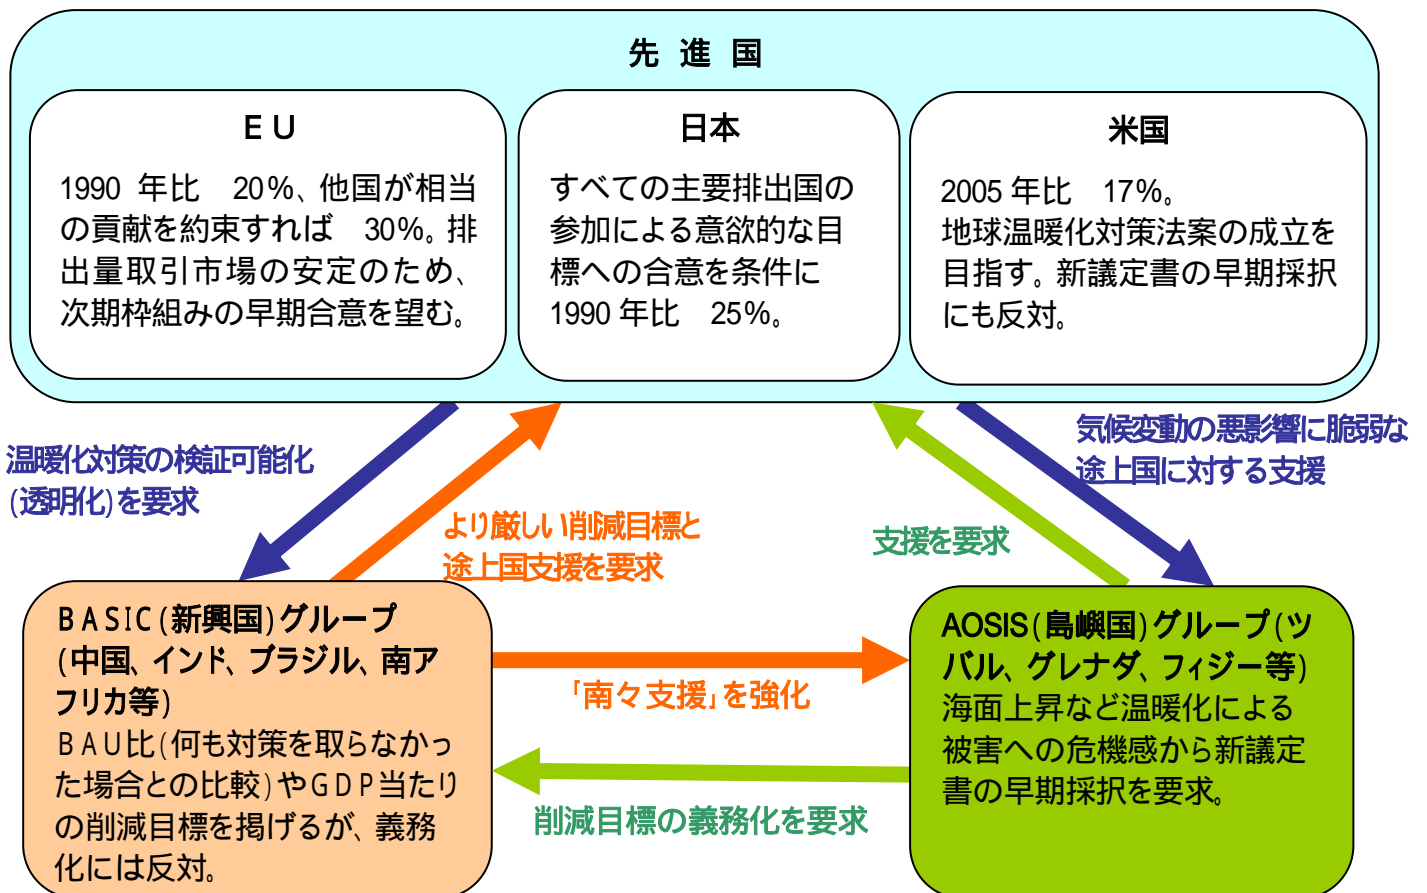 先 進 国
EU
1990 年比　20%、他国が相当
の貢献を約束すれば　30%。排
出量取引市場の安定のため、
次期枠組みの早期合意を望む。
日本
すべての主要排出国の
参加による意欲的な目
標への合意を条件に
1990 年比　25%。
米国
2005 年比　17%。
地球温暖化対策法案の成立を
目指す。新議定書の早期採択
にも反対。
温暖化対策の検証可能化
(透明化)を要求
より厳しい削減目標と
途上国支援を要求
支援を要求
気候変動の悪影響に脆弱な
途上国に対する支援
BASIC(新興国)グループ
(中国、インド、ブラジル、南ア
フリカ等)
BAU比(何も対策を取らなかっ
た場合との比較)やGDP当たり
の削減目標を掲げるが、義務
化には反対。
「南々支援」を強化
削減目標の義務化を要求
AOSIS(島嶼国)グループ(ツ
バル、グレナダ、フィジー等)
海面上昇など温暖化による
被害への危機感から新議定
書の早期採択を要求。